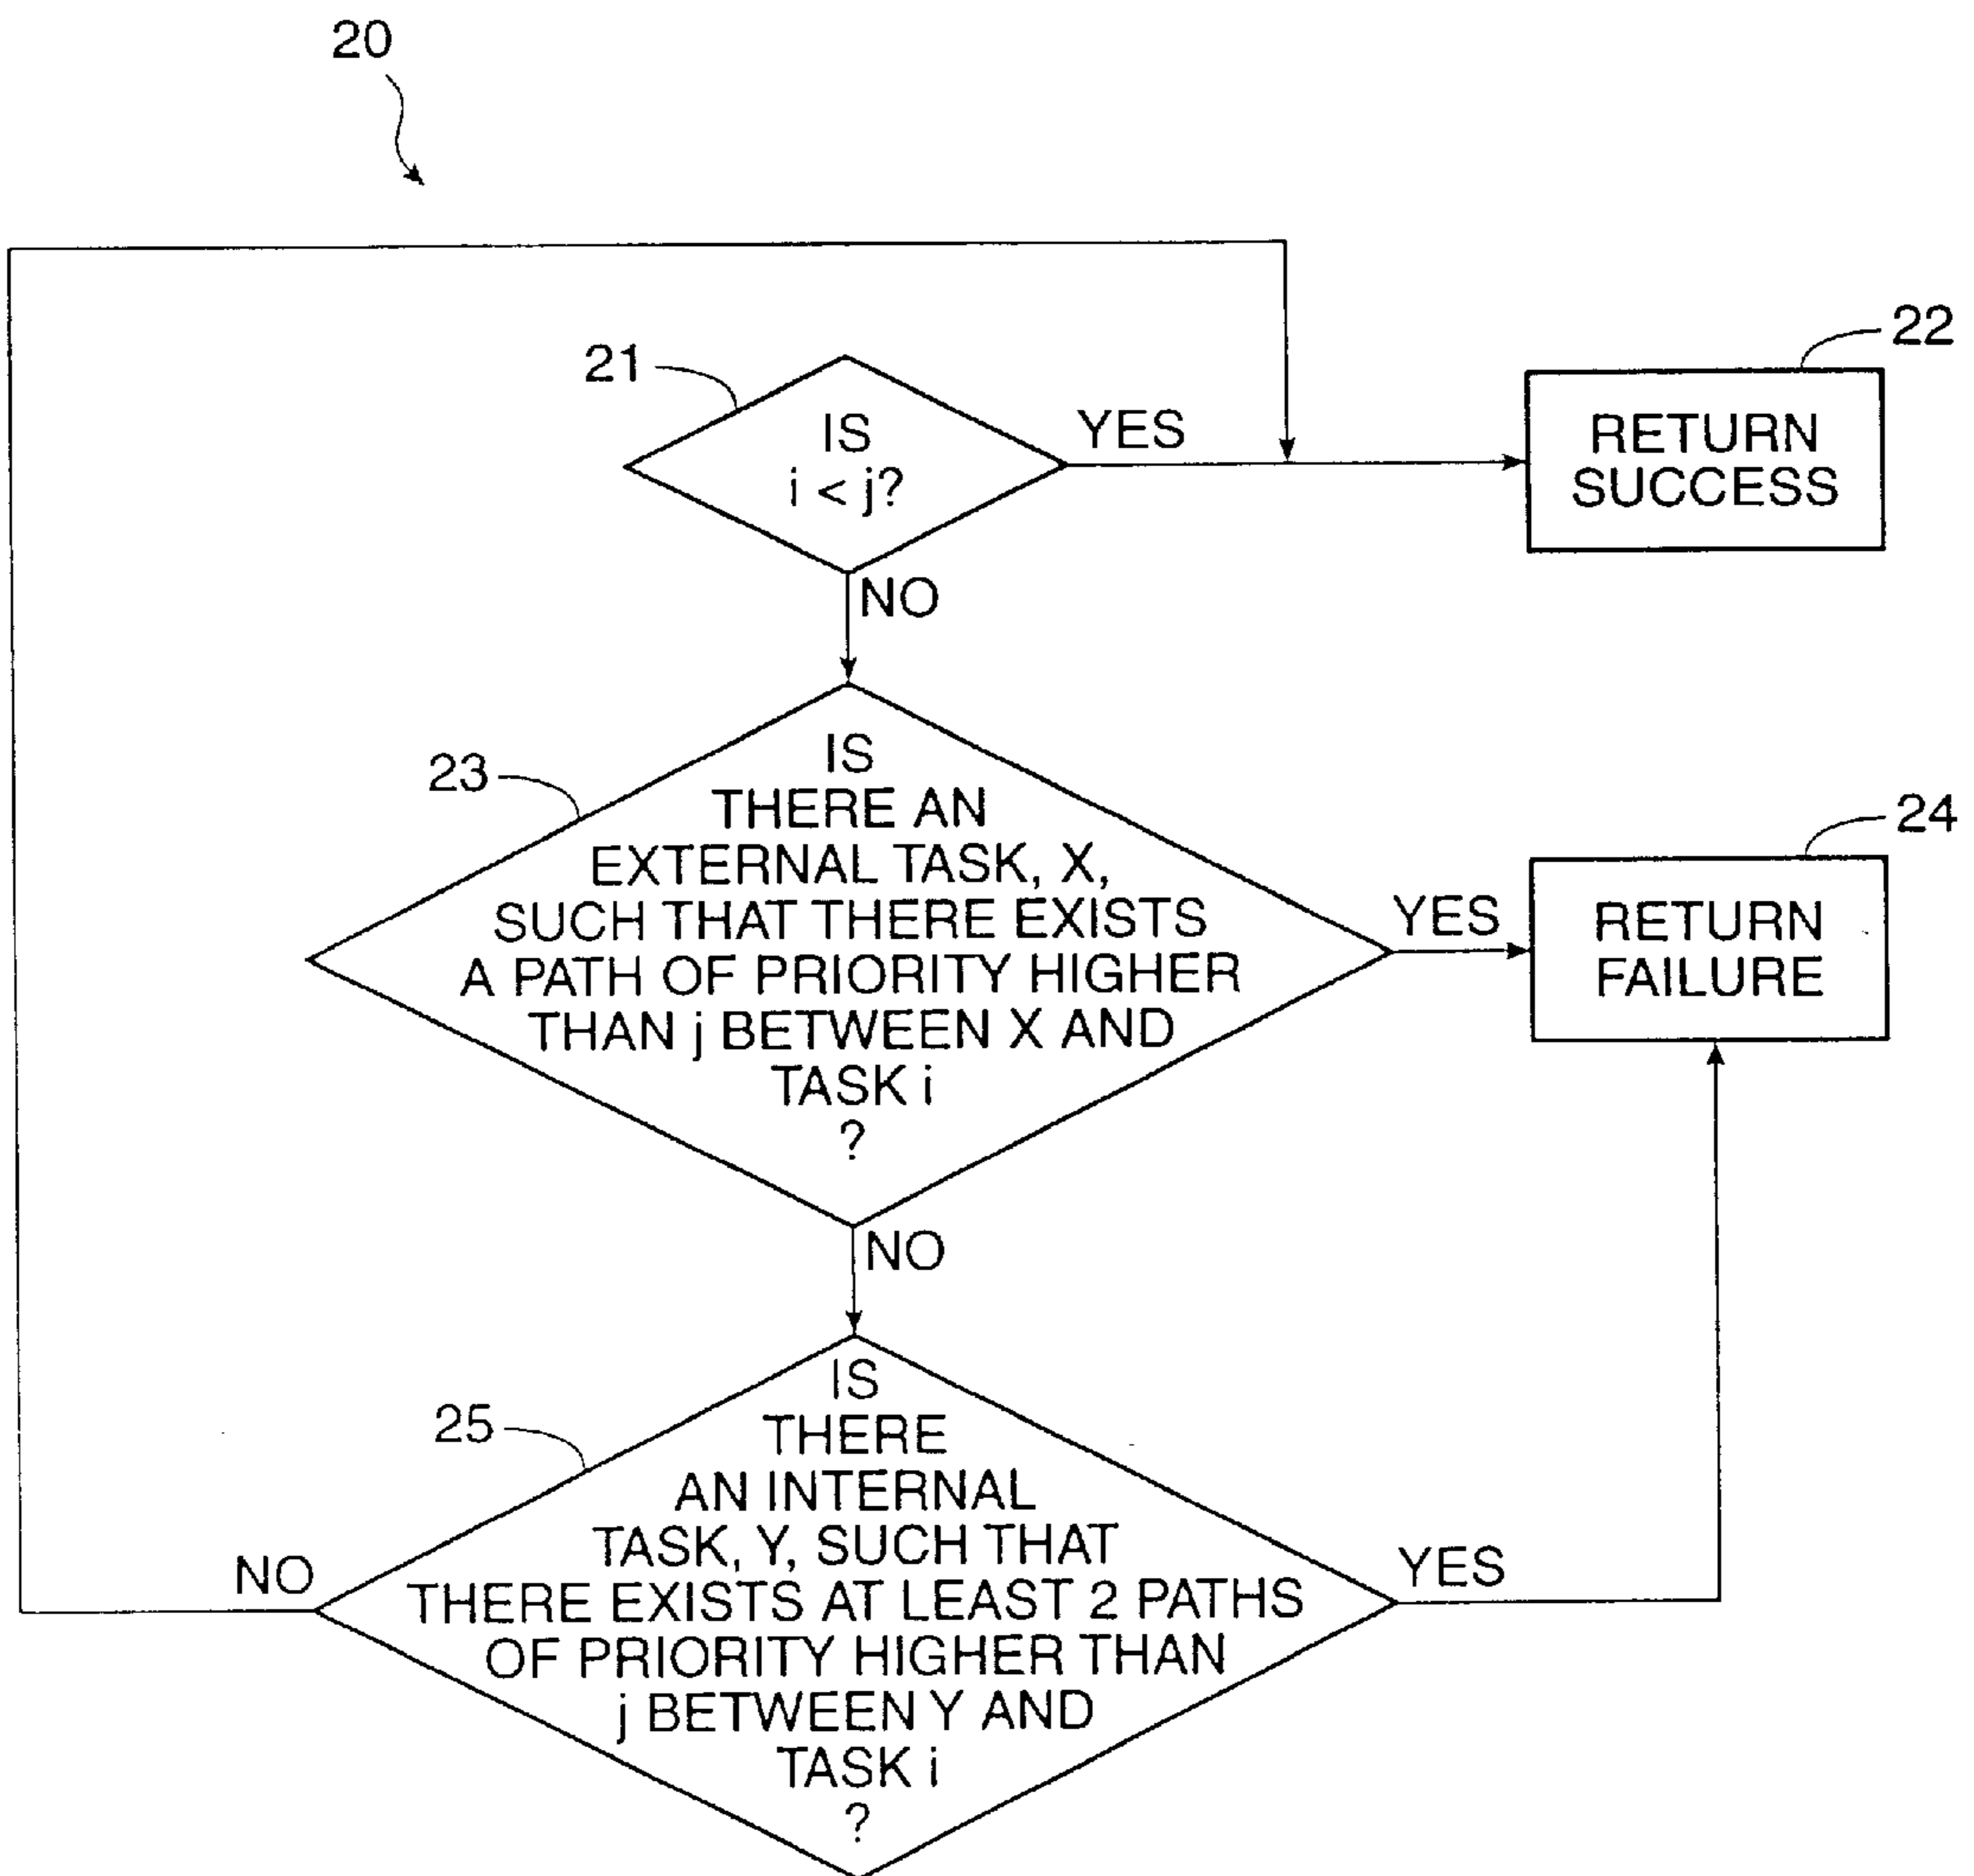 20
21
IS
i < j?
YES
22
RETURN
SUCCESS
NO
23
IS
THERE AN
EXTERNAL TASK, X,
SUCH THAT THERE EXISTS
A PATH OF PRIORITY HIGHER
THAN j BETWEEN X AND
TASK i
?
YES
24
RETURN
FAILURE
NO
25
IS
THERE
AN INTERNAL
TASK, Y, SUCH THAT
THERE EXISTS AT LEAST 2 PATHS
OF PRIORITY HIGHER THAN
j BETWEEN Y AND
TASK i
?
NO
YES